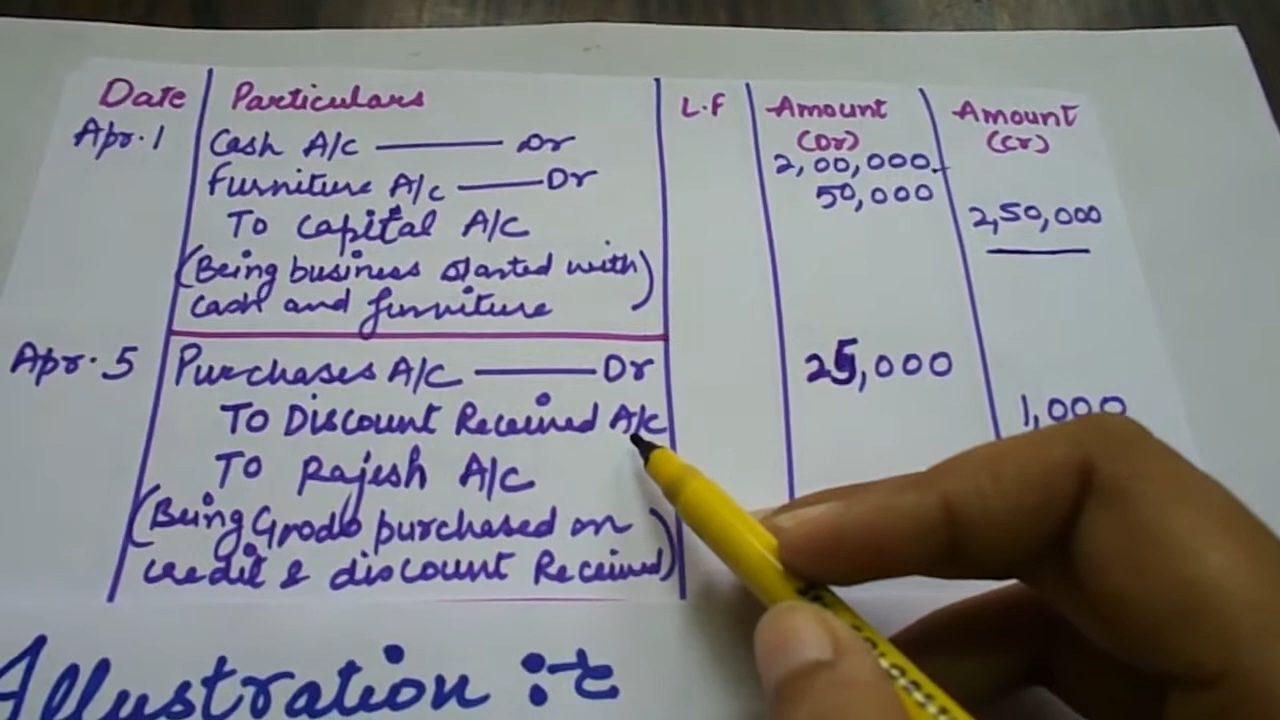 Date Particulars L.F Amount (Dr) Amount (Cr)
Apr.1 Cash A/c ——— Dr 2,00,000
Furniture A/c ——— Dr 50,000
To Capital A/c 2,50,000
(Being business started with
cash and furniture)
Apr.5 Purchases A/C ——— Dr 25,000
To Discount Received A/c 1,000
To Rajesh A/C
(Being Goods purchased on
credit & discount Received)
Illustration :-